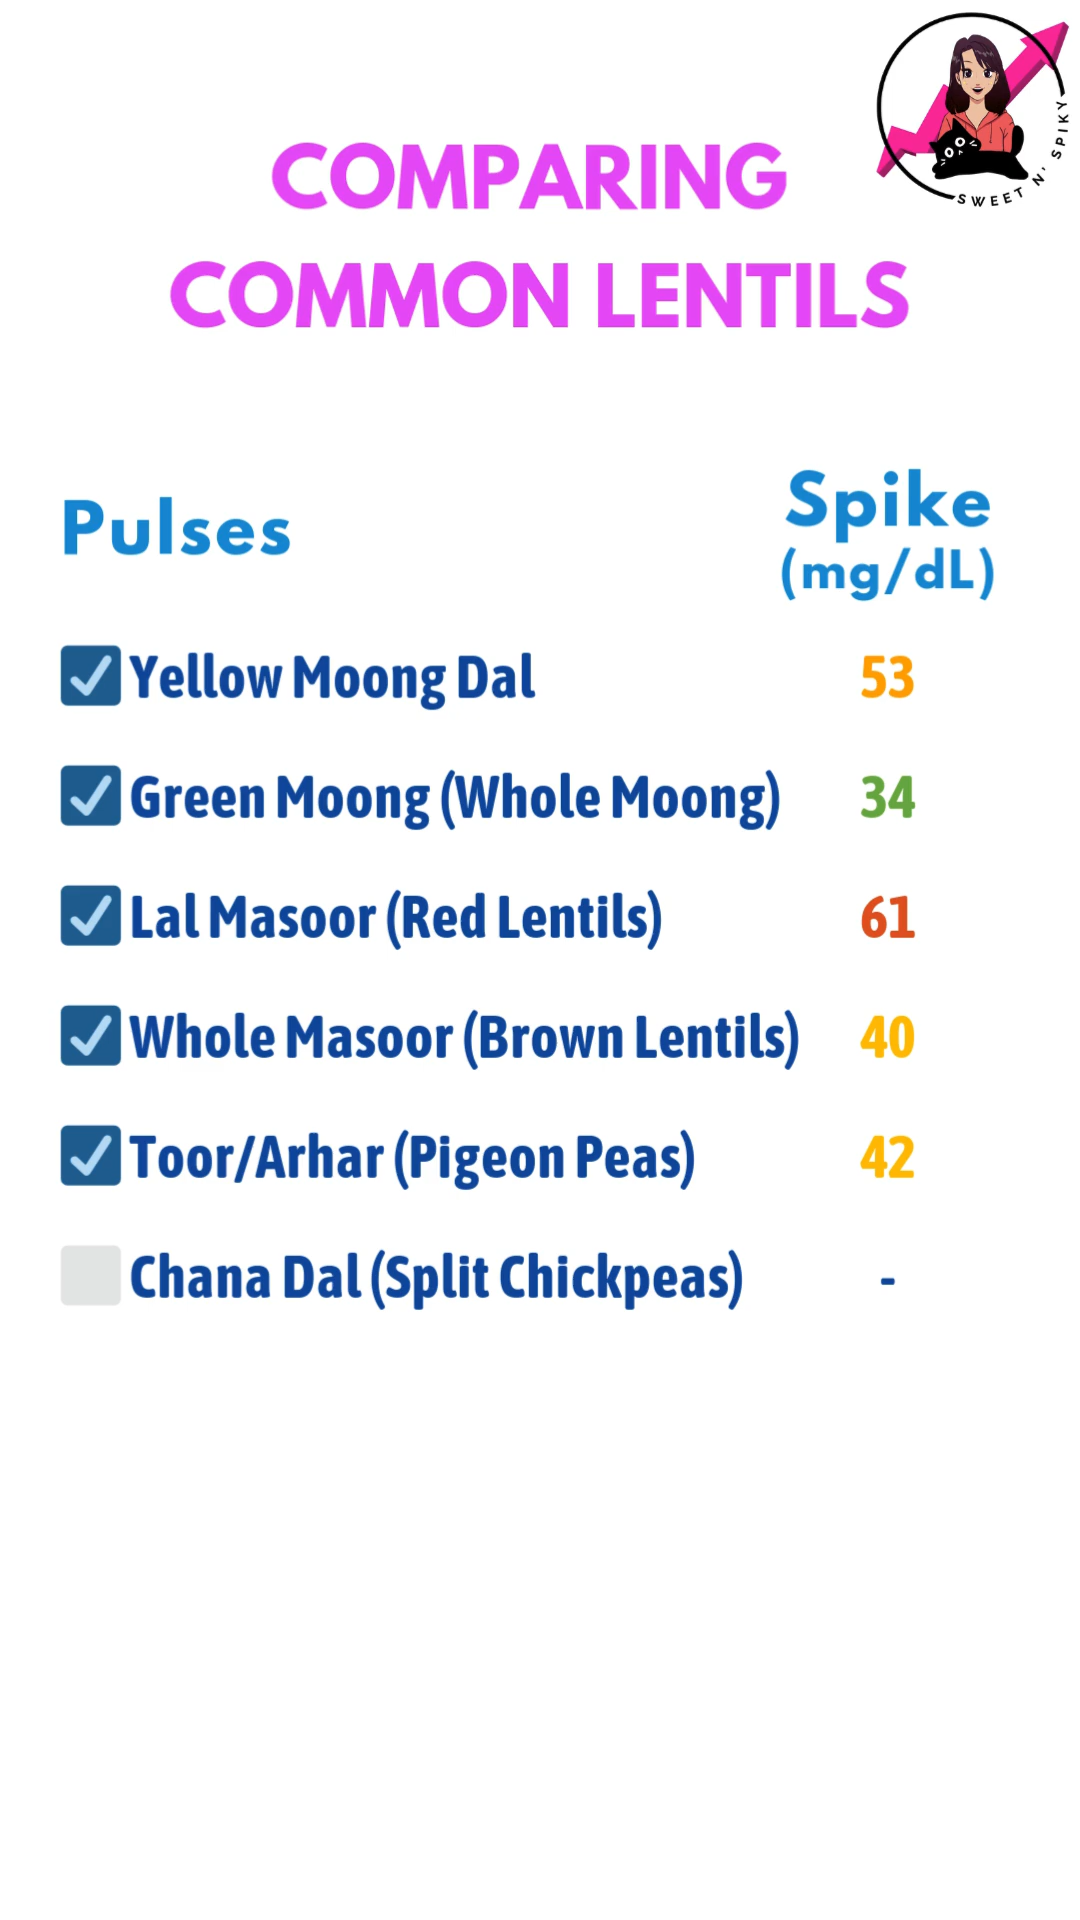 SWEET N' SPIKY
COMPARING
COMMON LENTILS
Pulses
Spike
(mg/dL)
Yellow Moong Dal 53
Green Moong (Whole Moong) 34
Lal Masoor (Red Lentils) 61
Whole Masoor (Brown Lentils) 40
Toor/Arhar (Pigeon Peas) 42
Chana Dal (Split Chickpeas) -